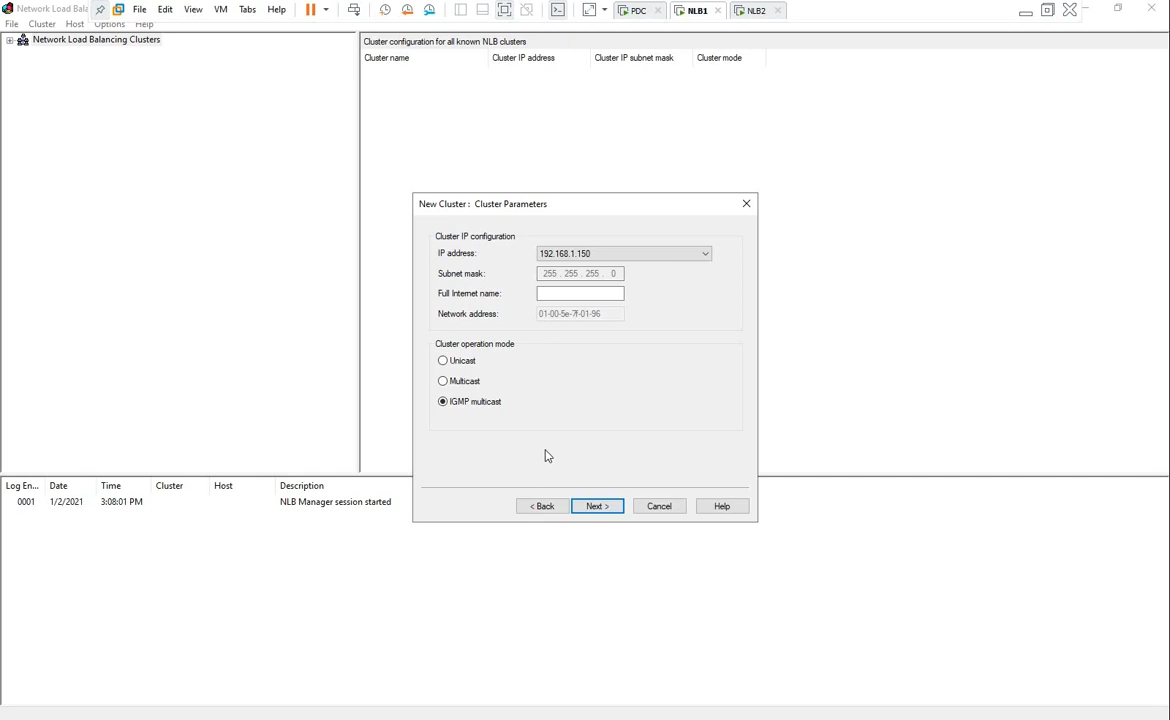 Network Load Bala
File Edit View VM Tabs Help
PDC
NLB1
NLB2
File Cluster Host Options Help
Network Load Balancing Clusters
Cluster configuration for all known NLB clusters
Cluster name Cluster IP address Cluster IP subnet mask Cluster mode
New Cluster : Cluster Parameters
Cluster IP configuration
IP address: 192.168.1.150
Subnet mask: 255 . 255 . 255 . 0
Full Internet name:
Network address: 01-00-5e-7f-01-96
Cluster operation mode
Unicast
Multicast
IGMP multicast
< Back Next > Cancel Help
Log En... Date Time Cluster Host Description
0001 1/2/2021 3:08:01 PM NLB Manager session started